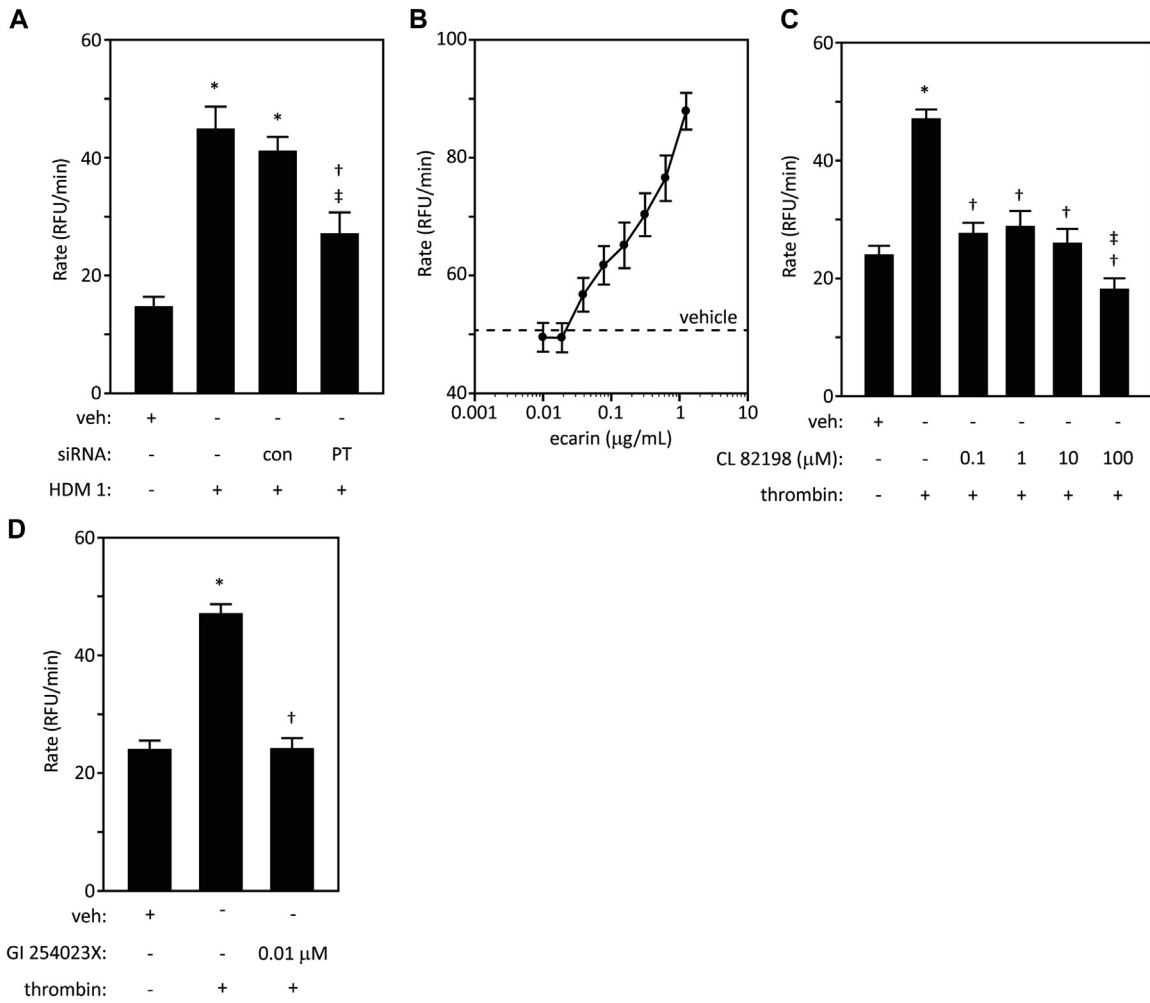 A
60
40
20
0
Rate (RFU/min)
*
*
†
‡
veh: + - - -
siRNA: - - con PT
HDM 1: - + + +
B
100
80
60
40
Rate (RFU/min)
vehicle
0.001 0.01 0.1 1 10
ecarin (µg/mL)
C
60
40
20
0
Rate (RFU/min)
*
†
†
†
‡
†
veh: + - - - - -
CL 82198 (µM): - - 0.1 1 10 100
thrombin: - + + + + +
D
60
40
20
0
Rate (RFU/min)
*
†
veh: + - -
GI 254023X: - - 0.01 µM
thrombin: - + +